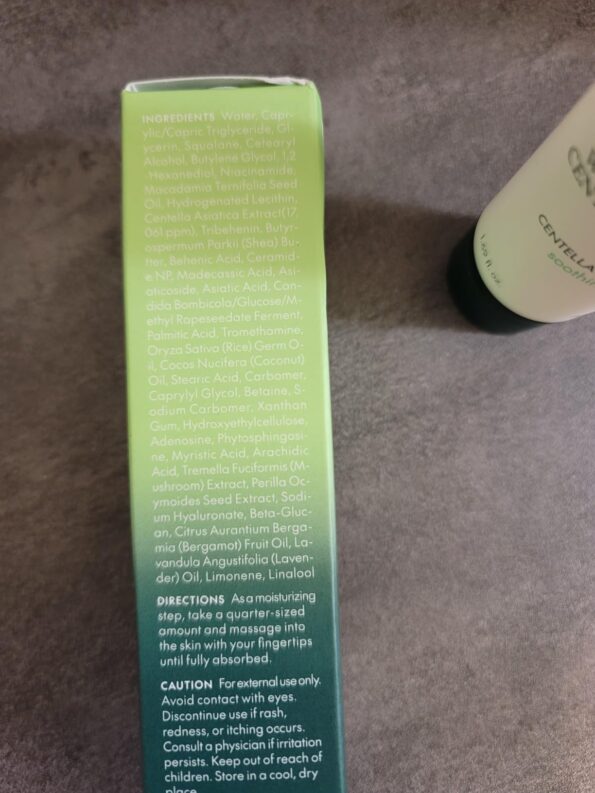 INGREDIENTS Water, Capr-
ylic/Capric Triglyceride, Gl-
ycerin, Squalane, Cetearyl
Alcohol, Butylene Glycol, 1,2
-Hexanediol, Niacinamide,
Macadamia Ternifolia Seed
Oil, Hydrogenated Lecithin,
Centella Asiatica Extract(17,
061 ppm), Tribehenin, Butyr-
ospermum Parkii (Shea) Bu-
tter, Behenic Acid, Ceramid-
e NP, Madecassic Acid, Asi-
aticoside, Asiatic Acid, Can-
dida Bombicola/Glucose/M-
ethyl Rapeseedate Ferment,
Palmitic Acid, Tromethamine,
Oryza Sativa (Rice) Germ O-
il, Cocos Nucifera (Coconut)
Oil, Stearic Acid, Carbomer,
Caprylyl Glycol, Betaine, S-
odium Carbomer, Xanthan
Gum, Hydroxyethylcellulose,
Adenosine, Phytosphingosi-
ne, Myristic Acid, Arachidic
Acid, Tremella Fuciformis (M-
ushroom) Extract, Perilla Oc-
ymoides Seed Extract, Sodi-
um Hyaluronate, Beta-Gluc-
an, Citrus Aurantium Berga-
mia (Bergamot) Fruit Oil, La-
vandula Angustifolia (Laven-
der) Oil, Limonene, Linalool
DIRECTIONS As a moisturizing
step, take a quarter-sized
amount and massage into
the skin with your fingertips
until fully absorbed.
CAUTION For external use only.
Avoid contact with eyes.
Discontinue use if rash,
redness, or itching occurs.
Consult a physician if irritation
persists. Keep out of reach of
children. Store in a cool, dry
place.
CENTELLA
1.69 fl. oz.